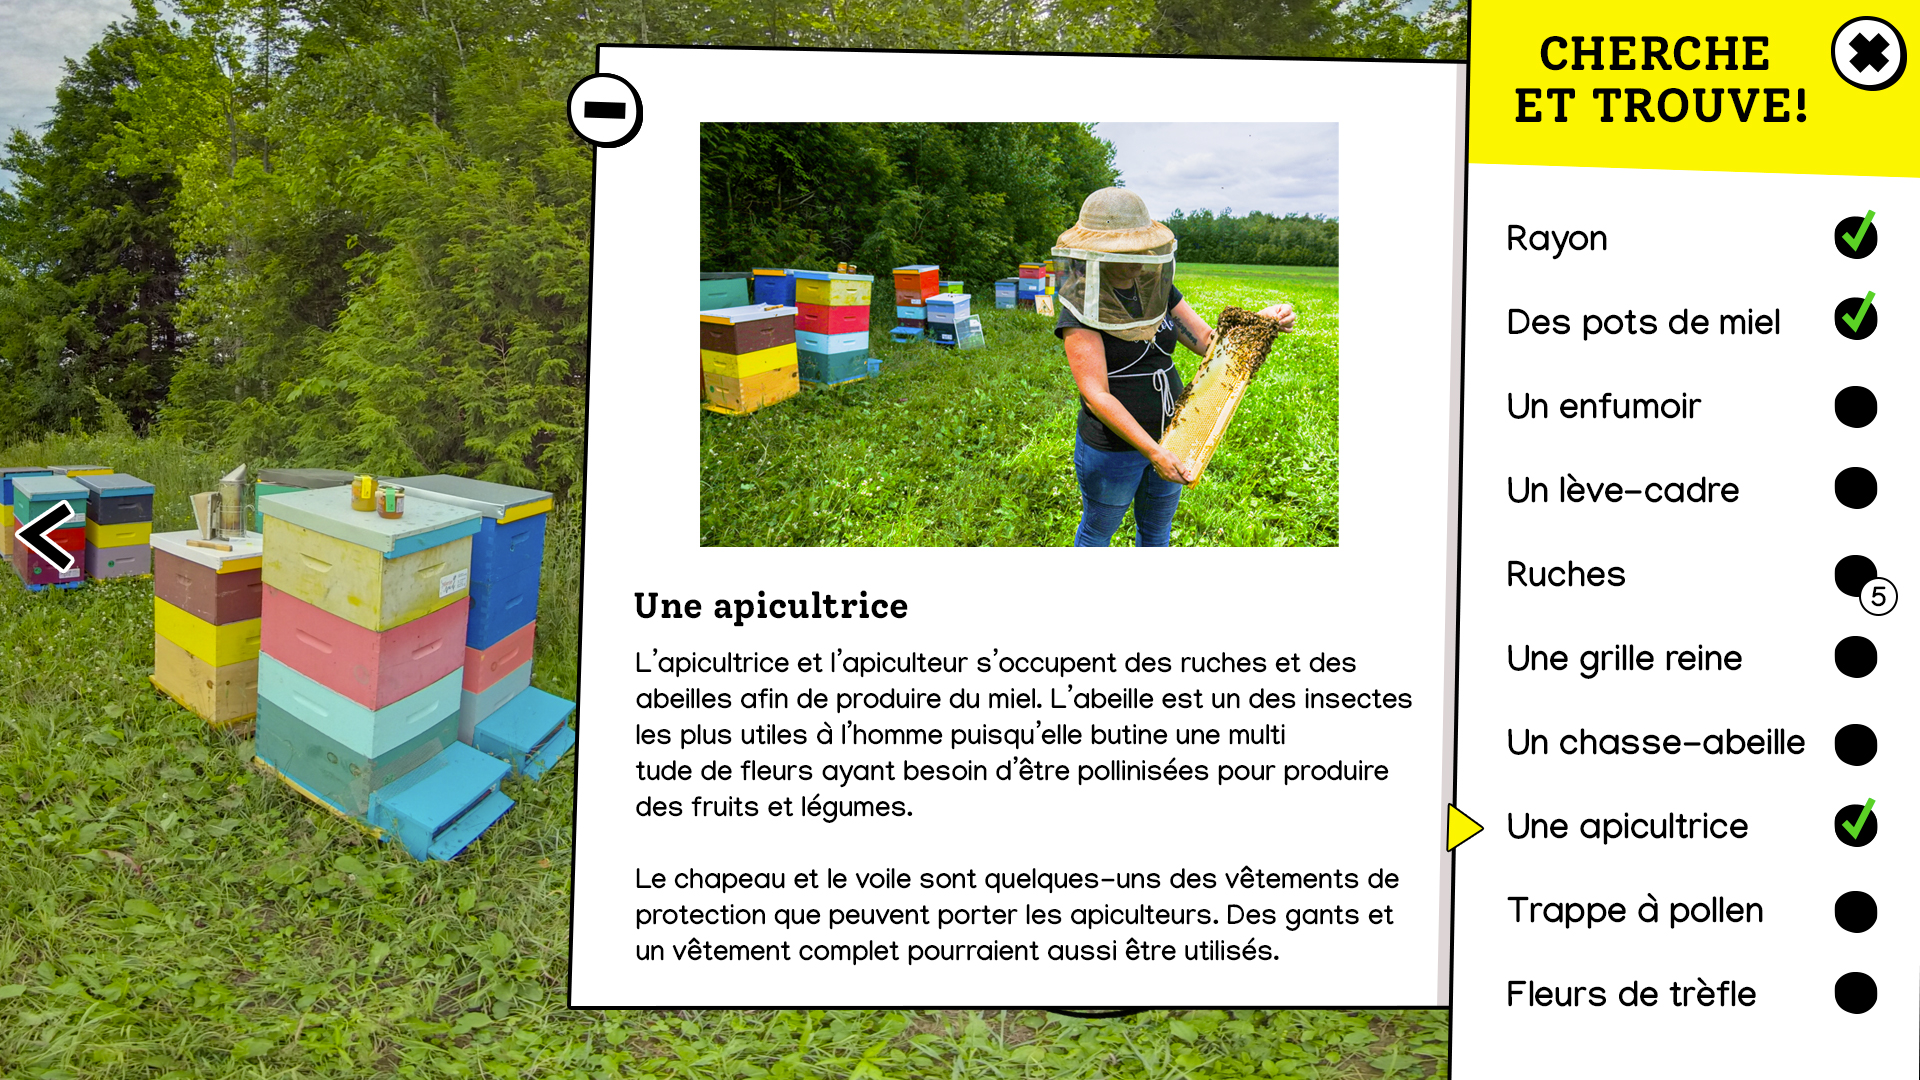 CHERCHE
ET TROUVE!
Une apicultrice
L’apicultrice et l’apiculteur s’occupent des ruches et des
abeilles afin de produire du miel. L’abeille est un des insectes
les plus utiles à l’homme puisqu’elle butine une multi
tude de fleurs ayant besoin d’être pollinisées pour produire
des fruits et légumes.
Le chapeau et le voile sont quelques-uns des vêtements de
protection que peuvent porter les apiculteurs. Des gants et
un vêtement complet pourraient aussi être utilisés.
Rayon
Des pots de miel
Un enfumoir
Un lève-cadre
Ruches
5
Une grille reine
Un chasse-abeille
Une apicultrice
Trappe à pollen
Fleurs de trèfle